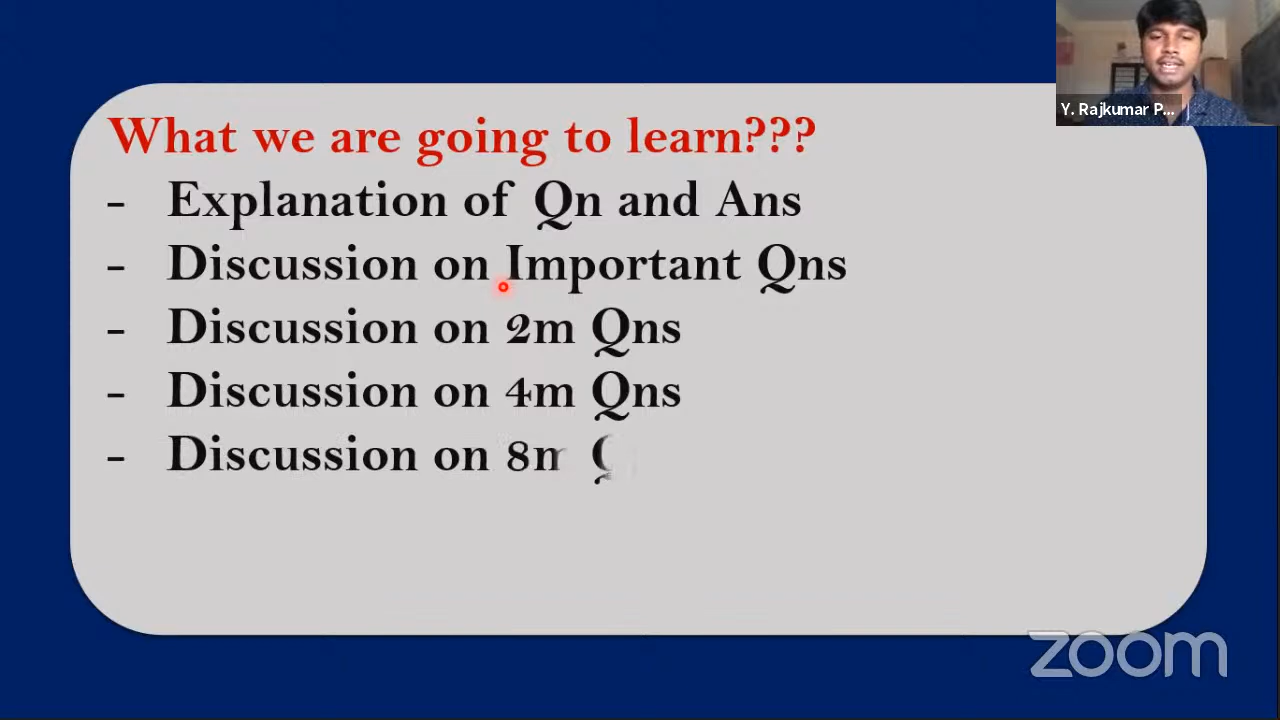 Y. Rajkumar P...
What we are going to learn???
- Explanation of Qn and Ans
- Discussion on Important Qns
- Discussion on 2m Qns
- Discussion on 4m Qns
- Discussion on 8m
zoom